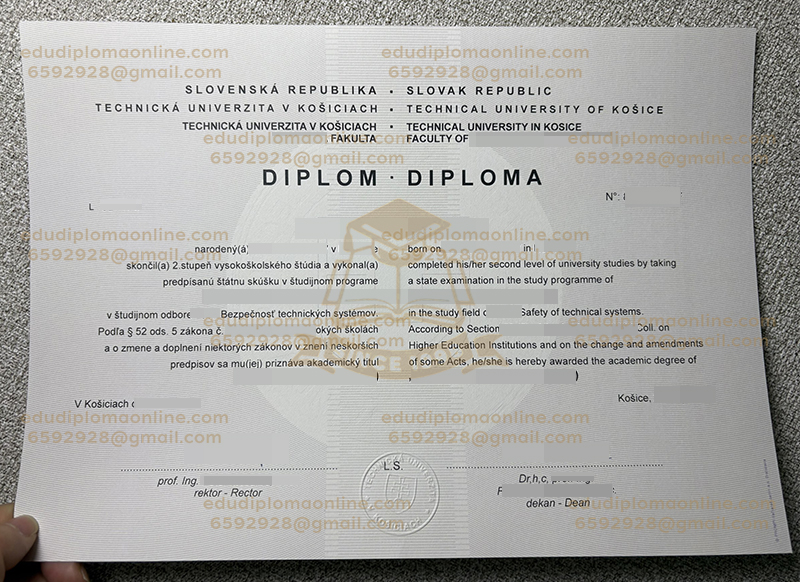 edudiplomaonline.com edudiplomaonline.com
6592928@gmail.com 6592928@gmail.com
SLOVENSKÁ REPUBLIKA • SLOVAK REPUBLIC
TECHNICKÁ UNIVERZITA V KOŠICIACH • TECHNICAL UNIVERSITY OF KOŠICE
TECHNICKÁ UNIVERZITA V KOŠICIACH • TECHNICAL UNIVERSITY IN KOSICE
FAKULTA FACULTY OF
edudiplomaonline.com edudiplomaonline.com
6592928@gmail.com 6592928@gmail.com
DIPLOM · DIPLOMA
N°:
L
edudiplomaonline.com edudiplomaonline.com
6592928@gmail.com 6592928@gmail.com
narodený(á) v born on in
skončil(a) 2.stupeň vysokoškolského štúdia a vykonal(a) completed his/her second level of university studies by taking
predpísanú štátnu skúšku v študijnom programe a state examination in the study programme of
v študijnom odbore Bezpečnosť technických systémov in the study field Safety of technical systems.
Podľa § 52 ods. 5 zákona č. okých školách According to Section Coll. on
edudiplomaonline.com edudiplomaonline.com
6592928@gmail.com 6592928@gmail.com
a o zmene a doplnení niektorých zákonov v znení neskorších Higher Education Institutions and on the change and amendments
predpisov sa mu(jej) priznáva akademický titul of some Acts, he/she is hereby awarded the academic degree of
V Košiciach Košice,
edudiplomaonline.com edudiplomaonline.com
6592928@gmail.com 6592928@gmail.com
L.S.
prof. Ing. Dr,h,c,
rektor - Rector dekan - Dean
edudiplomaonline.com edudiplomaonline.com
6592928@gmail.com 6592928@gmail.com